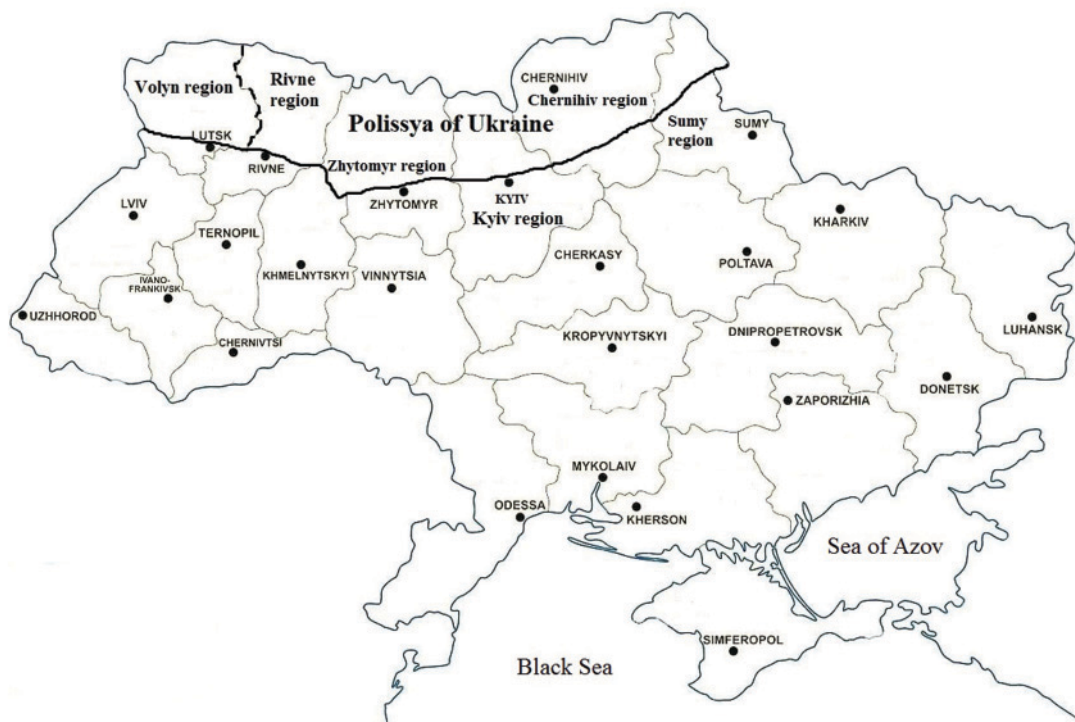 CHERNIHIV
Chernihiv region
Volyn region
Rivne
region
Polissya of Ukraine
Sumy
region
SUMY
LUTSK
RIVNE
Zhytomyr region
ZHYTOMYR
KYIV
Kyiv region
LVIV
TERNOPIL
KHMELNYTSKYI
VINNYTSIA
CHERKASY
POLTAVA
KHARKIV
IVANO-
FRANKIVSK
UZHHOROD
CHERNIVTSI
KROPYVNYTSKYI
DNIPROPETROVSK
LUHANSK
DONETSK
ZAPORIZHIA
MYKOLAIV
ODESSA
KHERSON
Sea of Azov
SIMFEROPOL
Black Sea